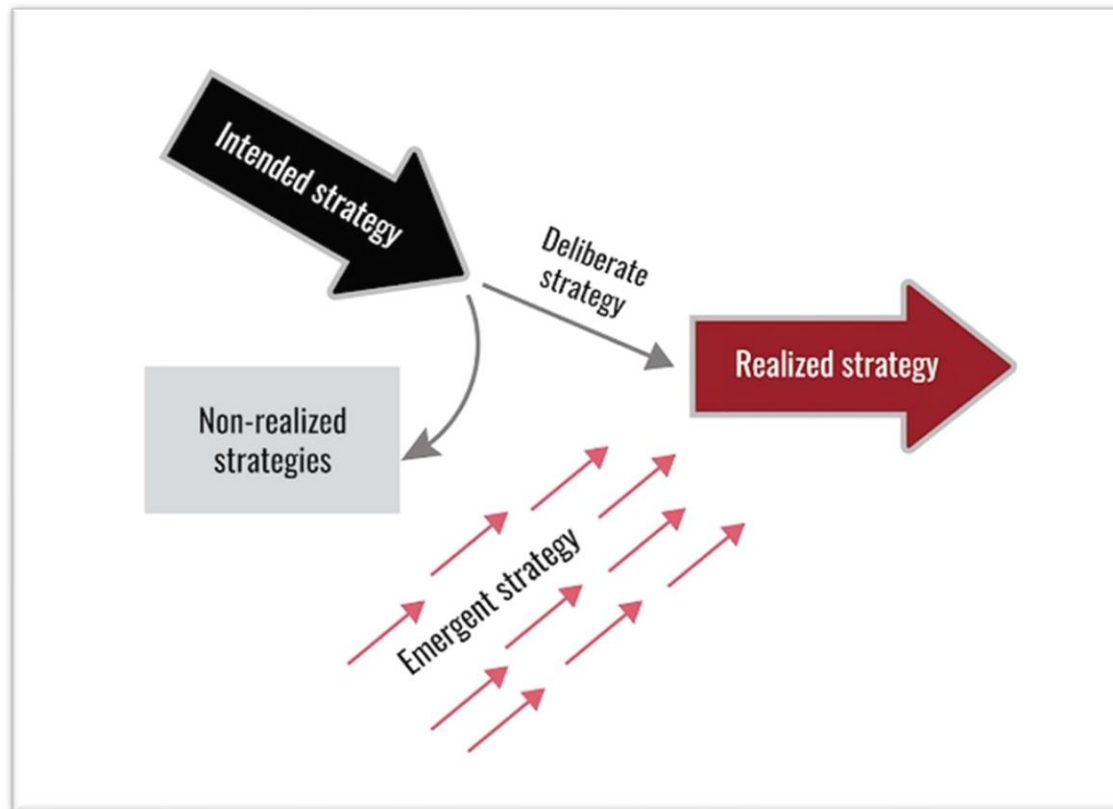 Intended strategy
Deliberate
strategy
Realized strategy
Non-realized
strategies
Emergent strategy